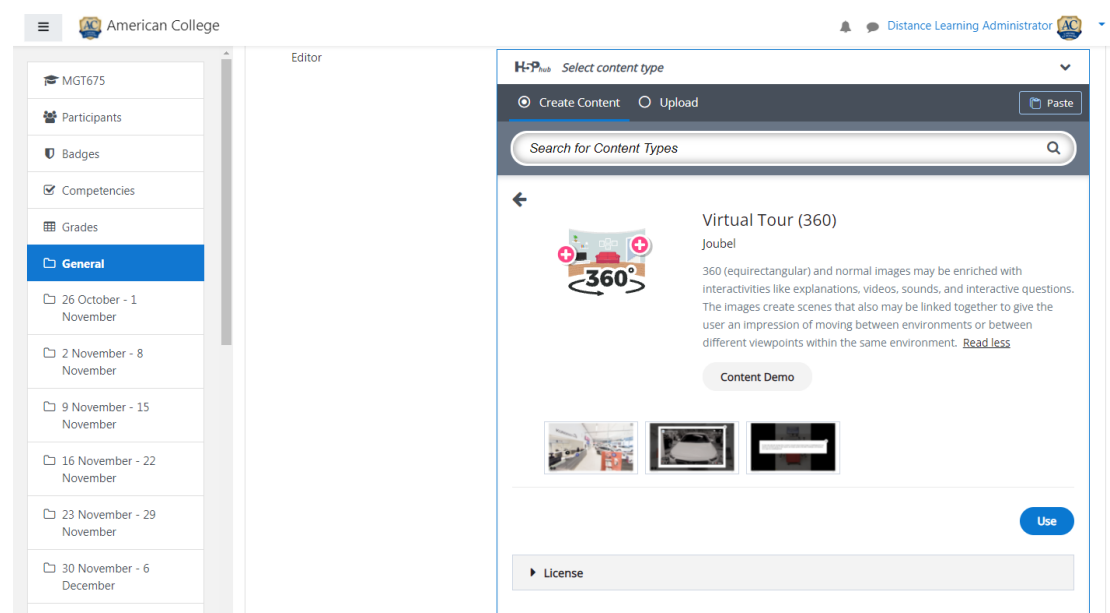 AC American College
Distance Learning Administrator AC
MGT675
Participants
Badges
Competencies
Grades
General
26 October - 1
November
2 November - 8
November
9 November - 15
November
16 November - 22
November
23 November - 29
November
30 November - 6
December
Editor
H5Phub Select content type
Create Content Upload Paste
Search for Content Types
360°
Virtual Tour (360)
Joubel
360 (equirectangular) and normal images may be enriched with
interactivities like explanations, videos, sounds, and interactive questions.
The images create scenes that also may be linked together to give the
user an impression of moving between environments or between
different viewpoints within the same environment. Read less
Content Demo
Use
License